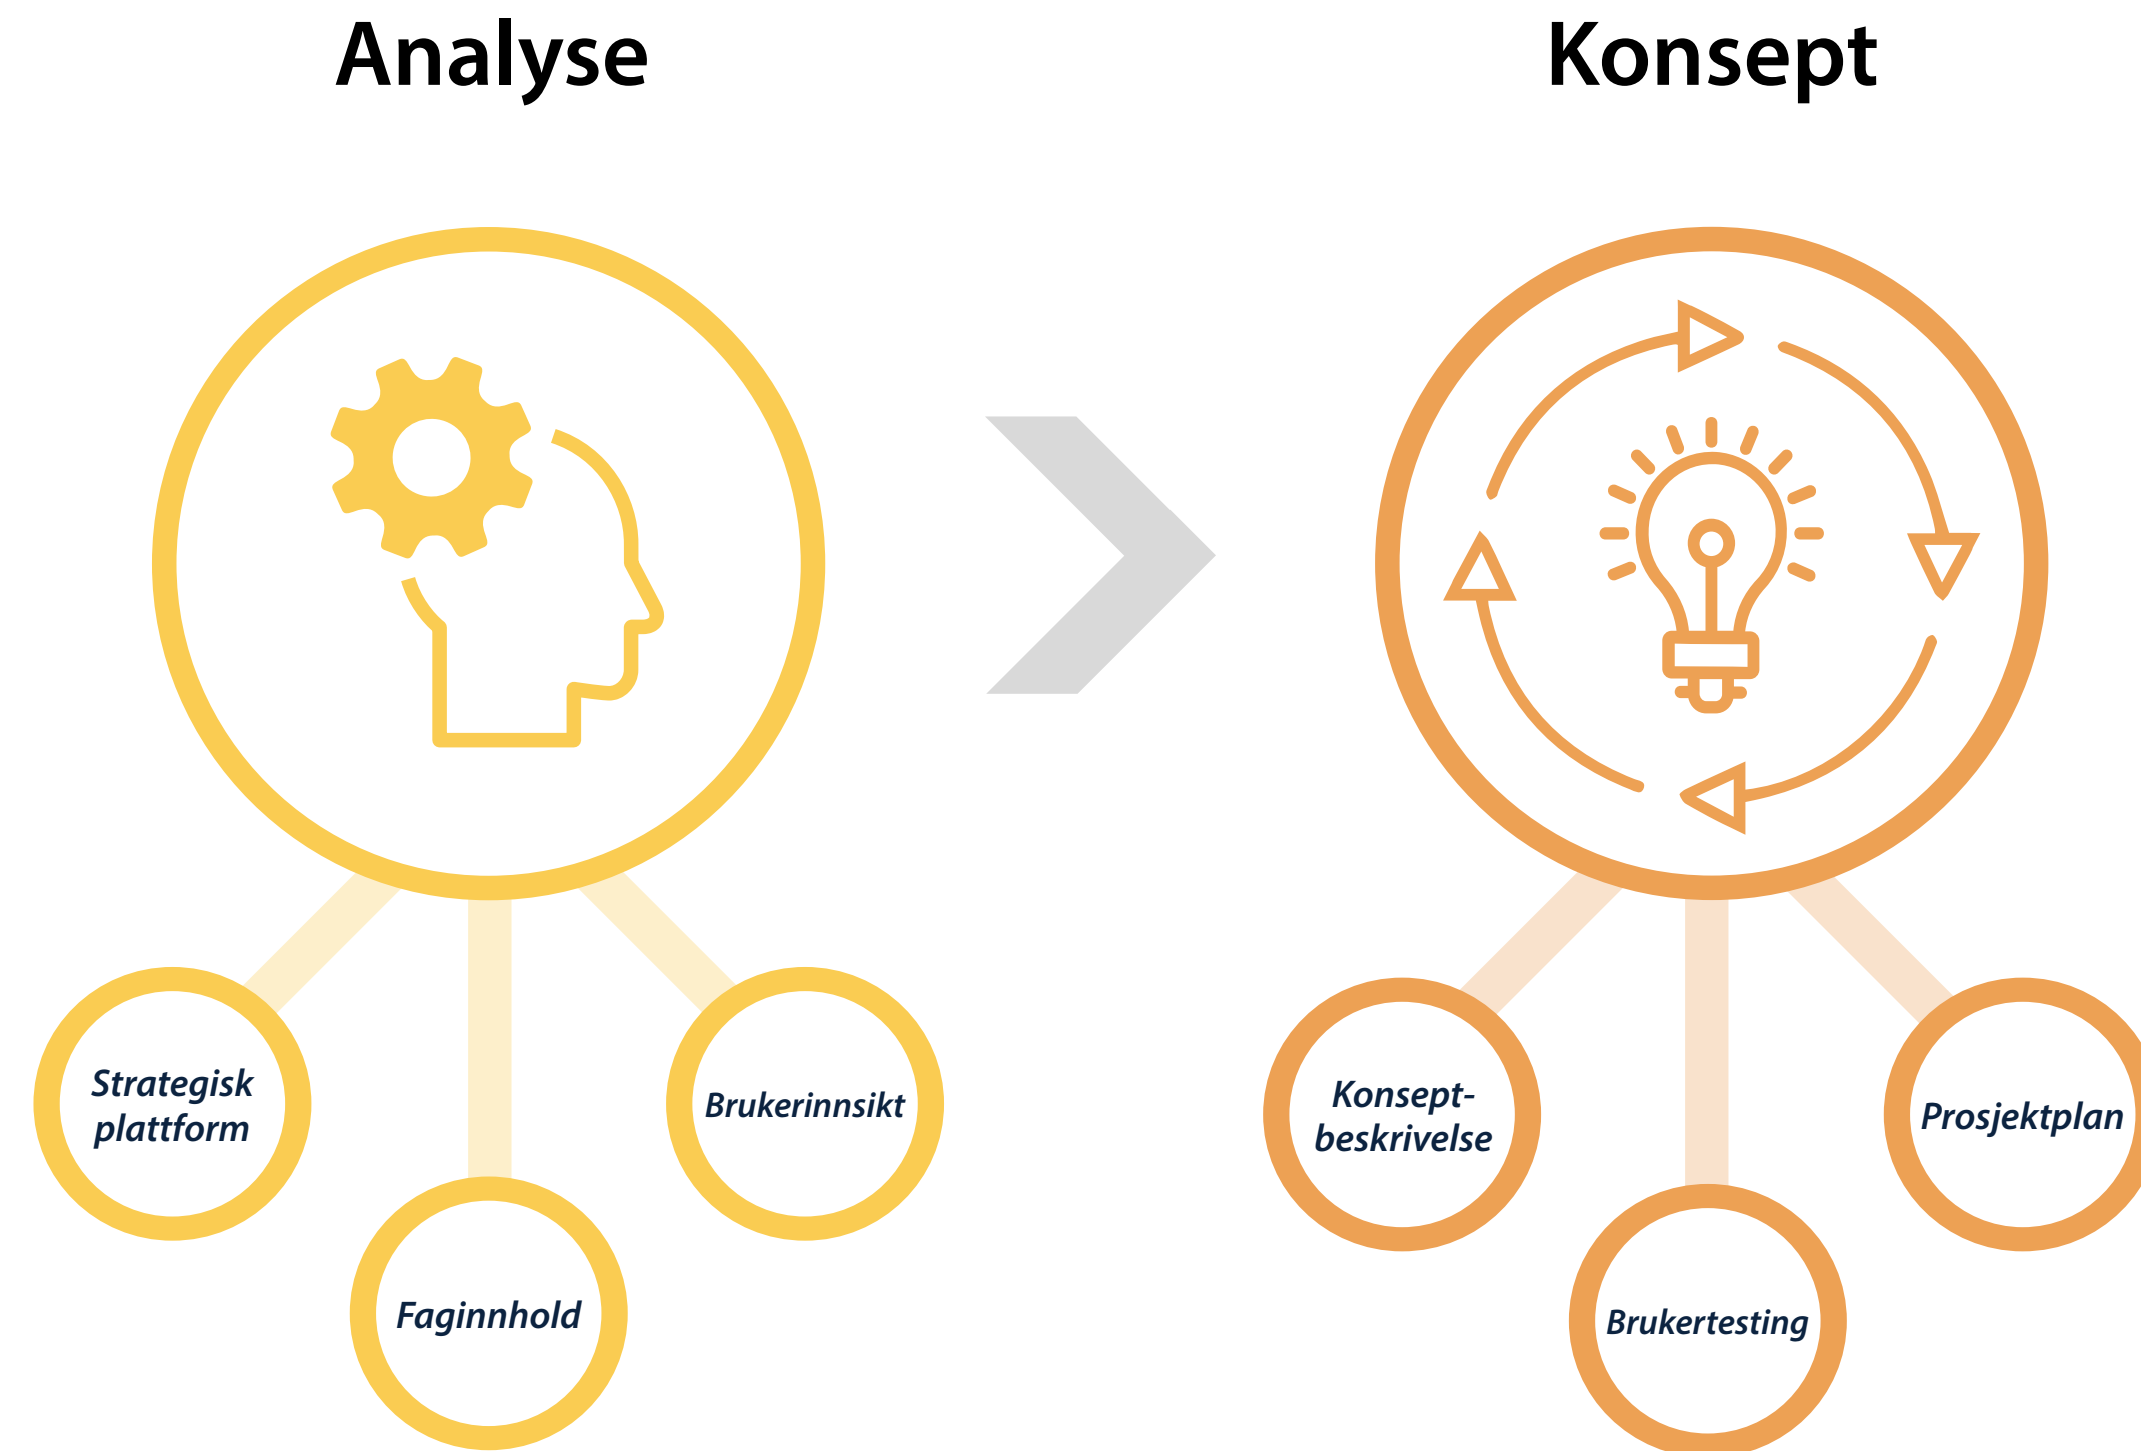 Analyse
Konsept
Strategisk
plattform
Faginnhold
Brukerinnsikt
Konsept-
beskrivelse
Brukertesting
Prosjektplan